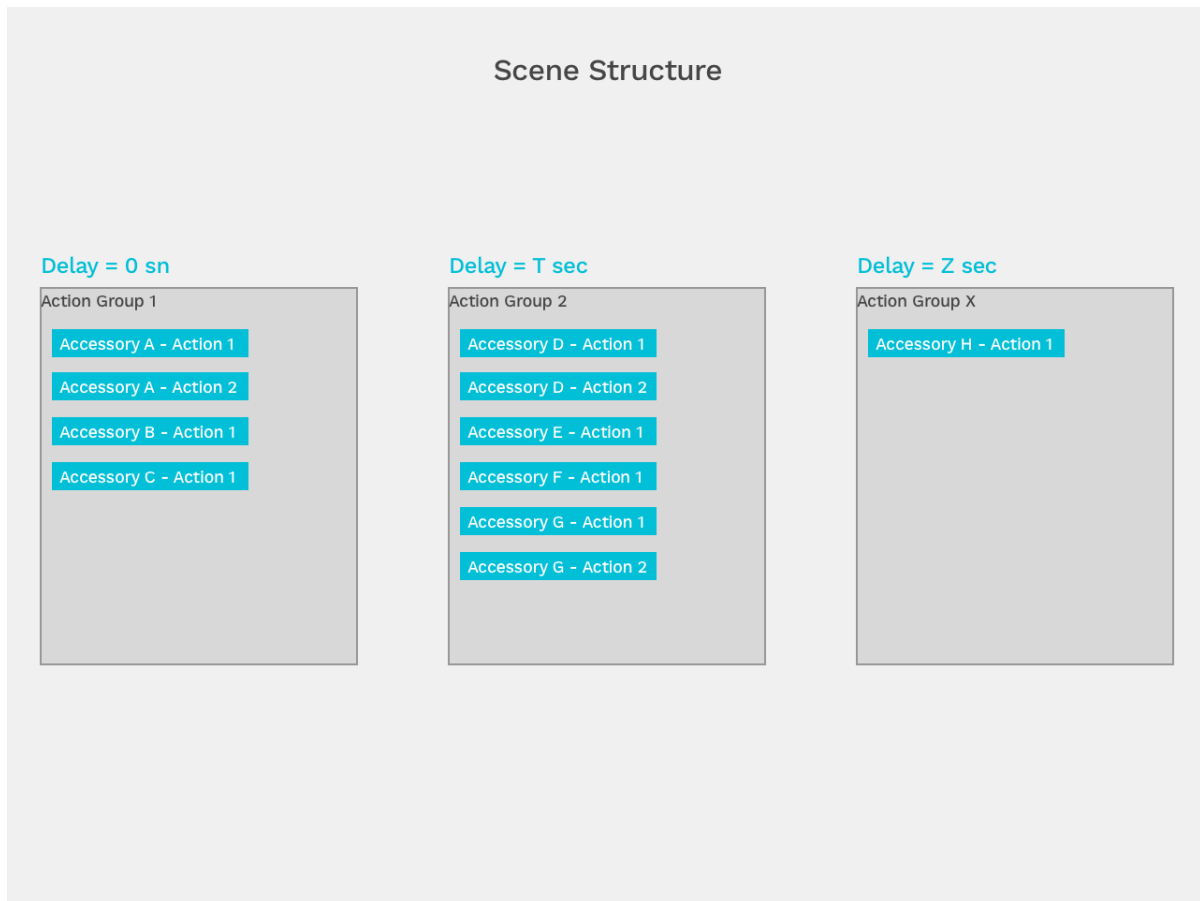 Scene Structure
Delay = 0 sn
Action Group 1
Accessory A - Action 1
Accessory A - Action 2
Accessory B - Action 1
Accessory C - Action 1
Delay = T sec
Action Group 2
Accessory D - Action 1
Accessory D - Action 2
Accessory E - Action 1
Accessory F - Action 1
Accessory G - Action 1
Accessory G - Action 2
Delay = Z sec
Action Group X
Accessory H - Action 1